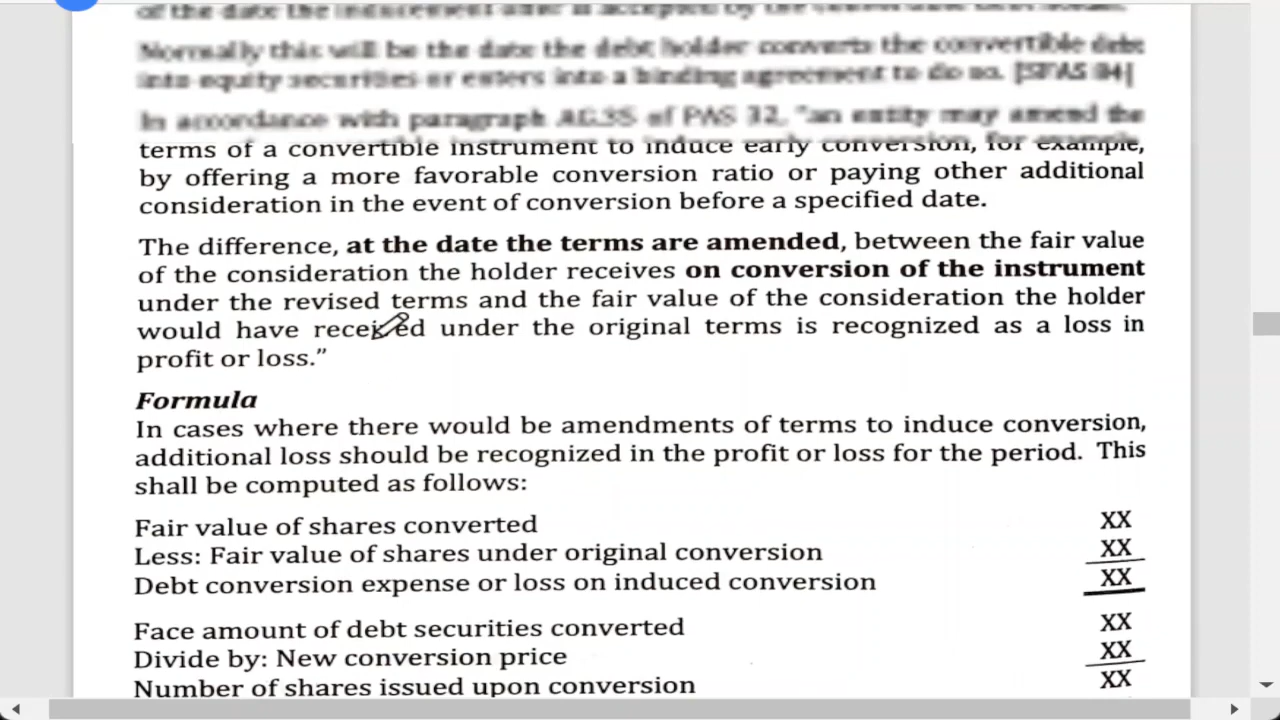 of the date the inducement offer is accepted by the
Normally this will be the date the debt holder converts the convertible debt
into equity securities or enters into a binding agreement to do so. [SFAS 84]
In accordance with paragraph AG35 of PAS 32, "an entity may amend the
terms of a convertible instrument to induce early conversion, for example,
by offering a more favorable conversion ratio or paying other additional
consideration in the event of conversion before a specified date.
The difference, at the date the terms are amended, between the fair value
of the consideration the holder receives on conversion of the instrument
under the revised terms and the fair value of the consideration the holder
would have received under the original terms is recognized as a loss in
profit or loss."
Formula
In cases where there would be amendments of terms to induce conversion,
additional loss should be recognized in the profit or loss for the period. This
shall be computed as follows:
Fair value of shares converted XX
Less: Fair value of shares under original conversion XX
Debt conversion expense or loss on induced conversion XX
Face amount of debt securities converted XX
Divide by: New conversion price XX
Number of shares issued upon conversion XX